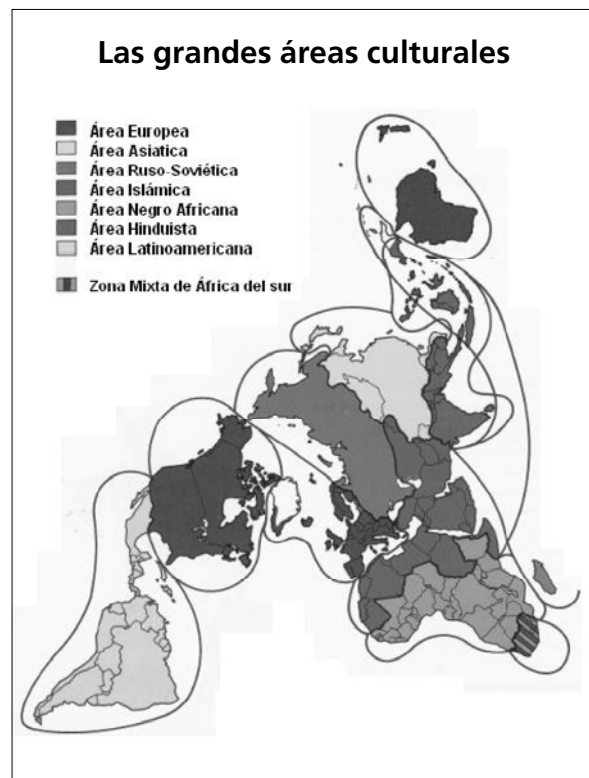 Las grandes áreas culturales
Área Europea
Área Asiatica
Área Ruso-Soviética
Área Islámica
Área Negro Africana
Área Hinduista
Área Latinoamericana
Zona Mixta de África del sur